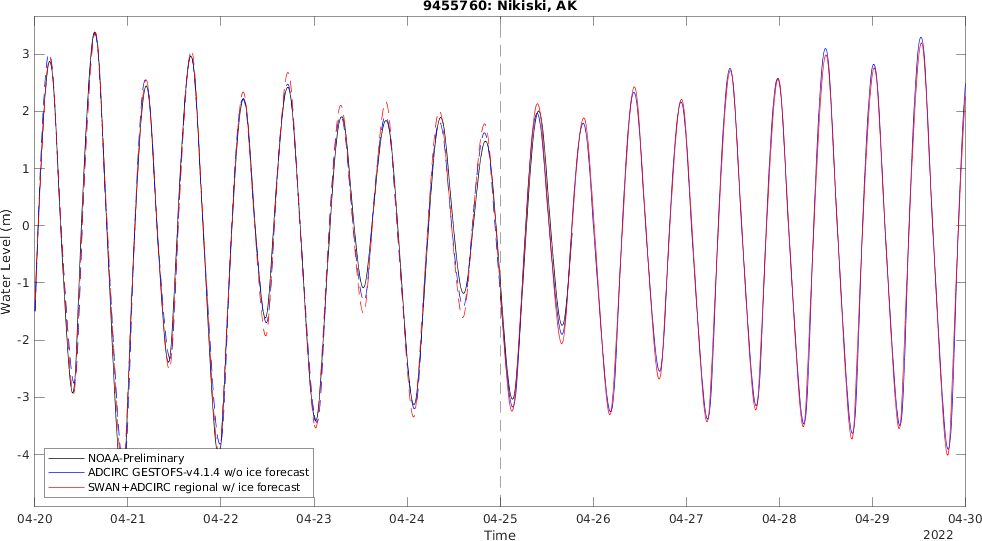 9455760: Nikiski, AK
Water Level (m)
3
2
1
0
-1
-2
-3
-4
NOAA-Preliminary
ADCIRC GESTOFS-v4.1.4 w/o ice forecast
SWAN+ADCIRC regional w/ ice forecast
04-20 04-21 04-22 04-23 04-24 04-25 04-26 04-27 04-28 04-29 04-30
Time
2022